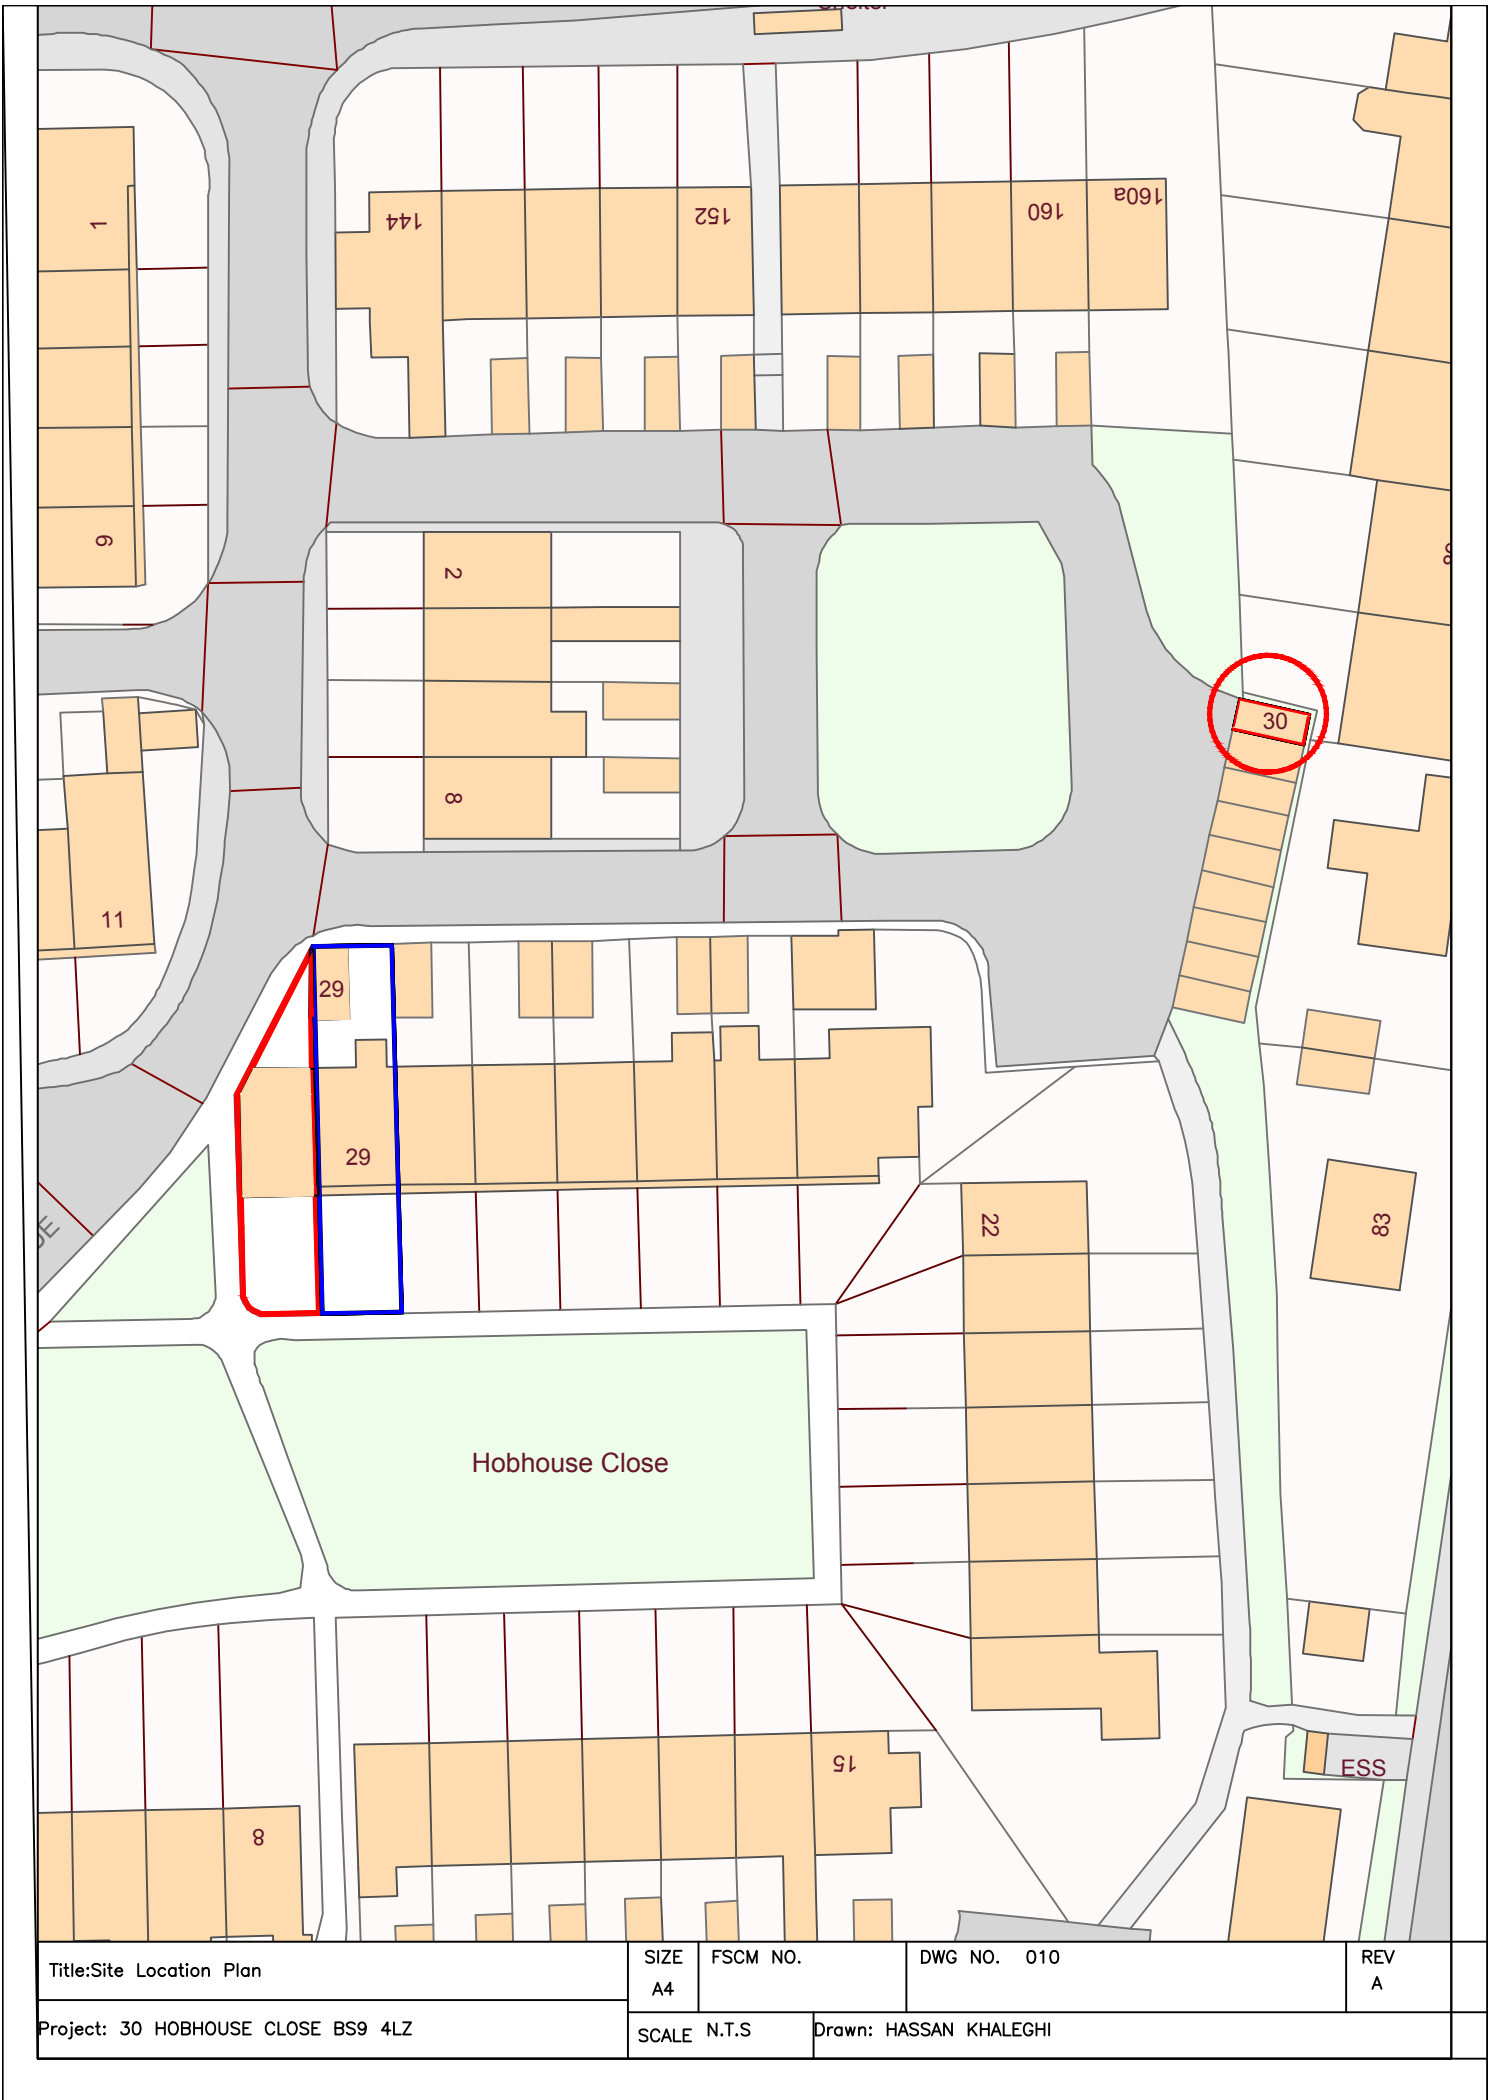 144
152
160
160a
1
6
2
8
30
11
29
29
22
83
Hobhouse Close
15
8
ESS
Title:Site Location Plan
SIZE
A4
FSCM NO.
DWG NO. 010
REV
A
Project: 30 HOBHOUSE CLOSE BS9 4LZ
SCALE N.T.S
Drawn: HASSAN KHALEGHI